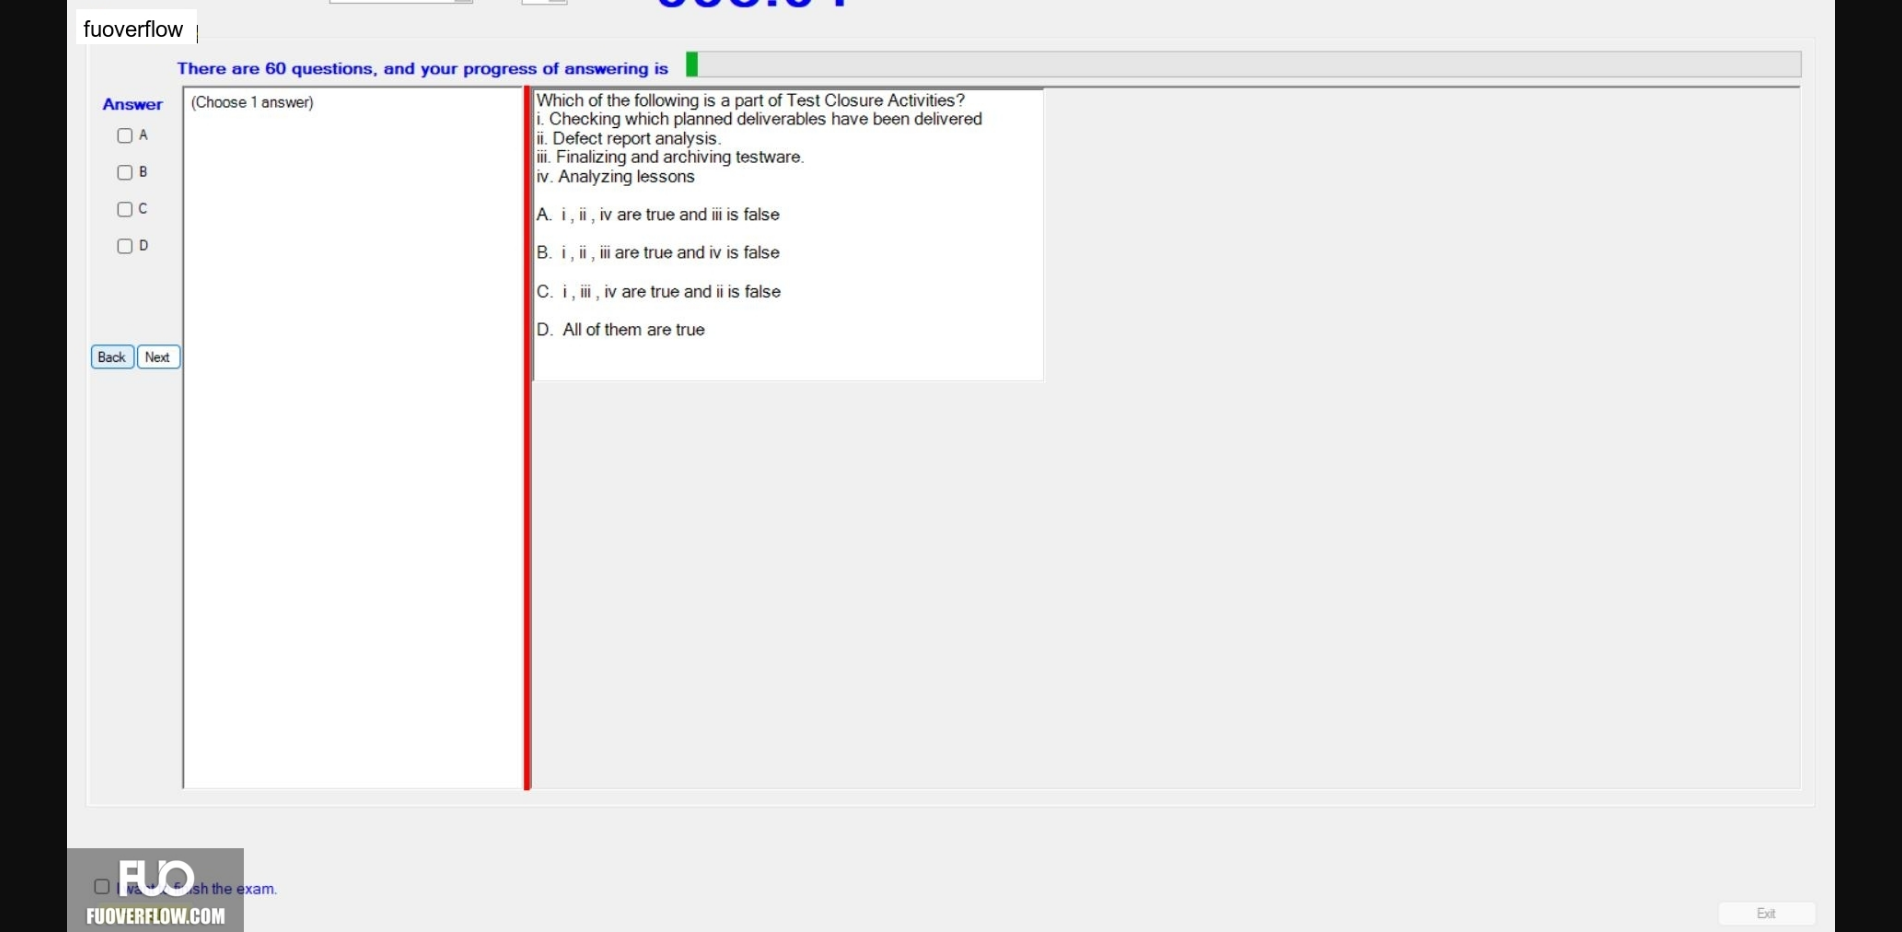 fuoverflow
There are 60 questions, and your progress of answering is
Answer
(Choose 1 answer)
A
B
C
D
Back
Next
Which of the following is a part of Test Closure Activities?
i. Checking which planned deliverables have been delivered
ii. Defect report analysis.
iii. Finalizing and archiving testware.
iv. Analyzing lessons
A. i , ii , iv are true and iii is false
B. i , ii , iii are true and iv is false
C. i , iii , iv are true and ii is false
D. All of them are true
FUO
I want finish the exam.
FUOVERFLOW.COM
Exit